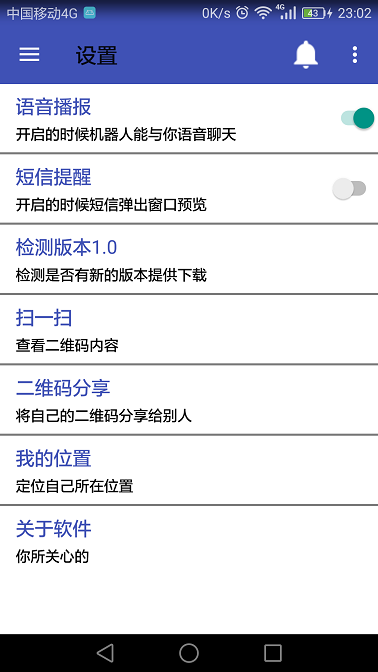 中国移动4G 0K/s 4G 43 23:02
设置
语音播报
开启的时候机器人能与你语音聊天
短信提醒
开启的时候短信弹出窗口预览
检测版本1.0
检测是否有新的版本提供下载
扫一扫
查看二维码内容
二维码分享
将自己的二维码分享给别人
我的位置
定位自己所在位置
关于软件
你所关心的